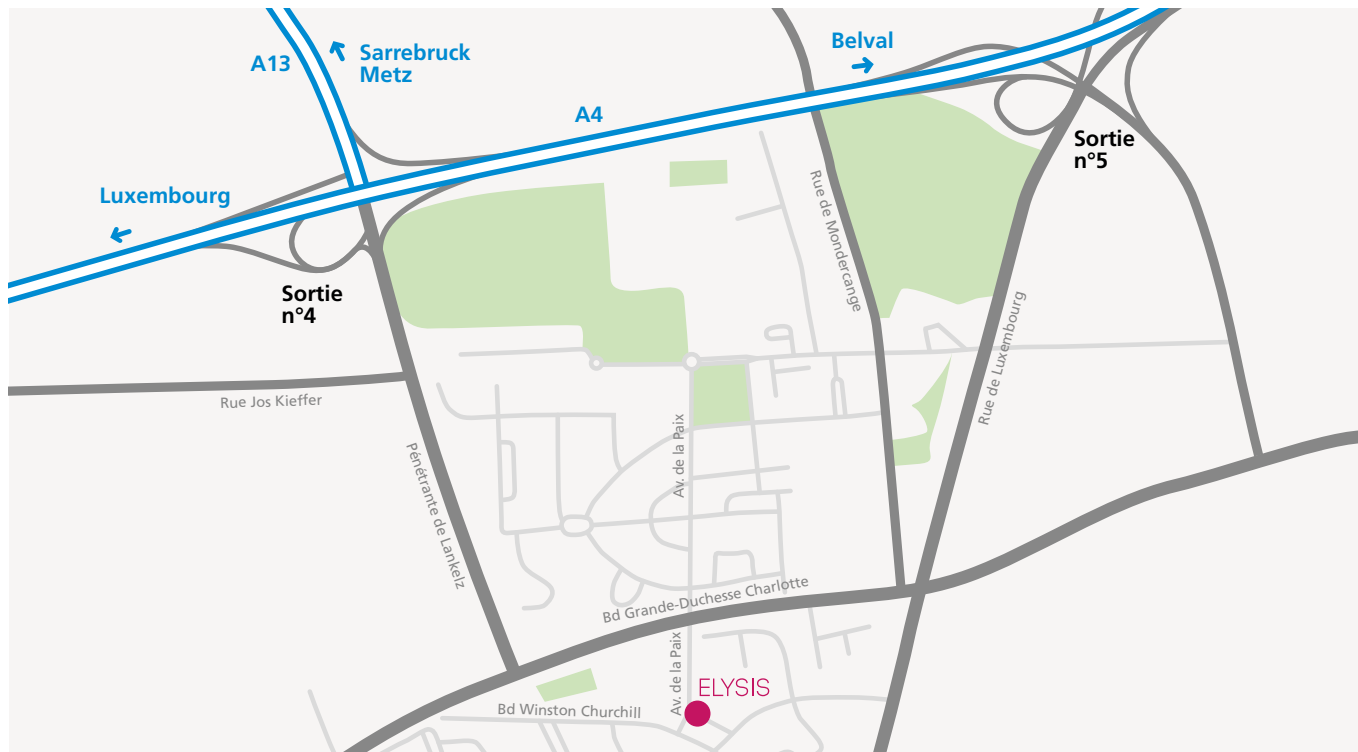 Belval
Sarrebruck
Metz
A13
A4
Sortie
n°5
Luxembourg
Rue de Mondercange
Sortie
n°4
Rue de Luxembourg
Rue Jos Kieffer
Av. de la Paix
Pénétrante de Lankelz
Bd Grande-Duchesse Charlotte
Av. de la Paix
ELYSIS
Bd Winston Churchill